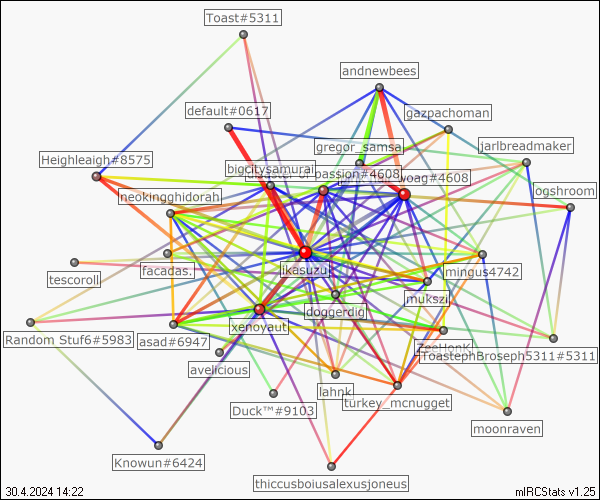 Toast#5311
andnewbees
default#0617
gazpachoman
gregor_samsa
jarlbreadmaker
Heighleaigh#8575
bigcitysamurai
passion#4608
woag#4608
neokingghidorah
ogshroom
facadas.
ikasuzu
mingus4742
tescoroll
mukszil
doggerdig
xenoyaut
Random Stuf6#5983
asad#6947
ZeeHonK
ToastephBroseph5311#5311
avelicious
lahnk
turkey_mcnugget
Duck™#9103
moonraven
Knowun#6424
thiccusboiusalexusjoneus
30.4.2024 14:22
mIRCStats v1.25